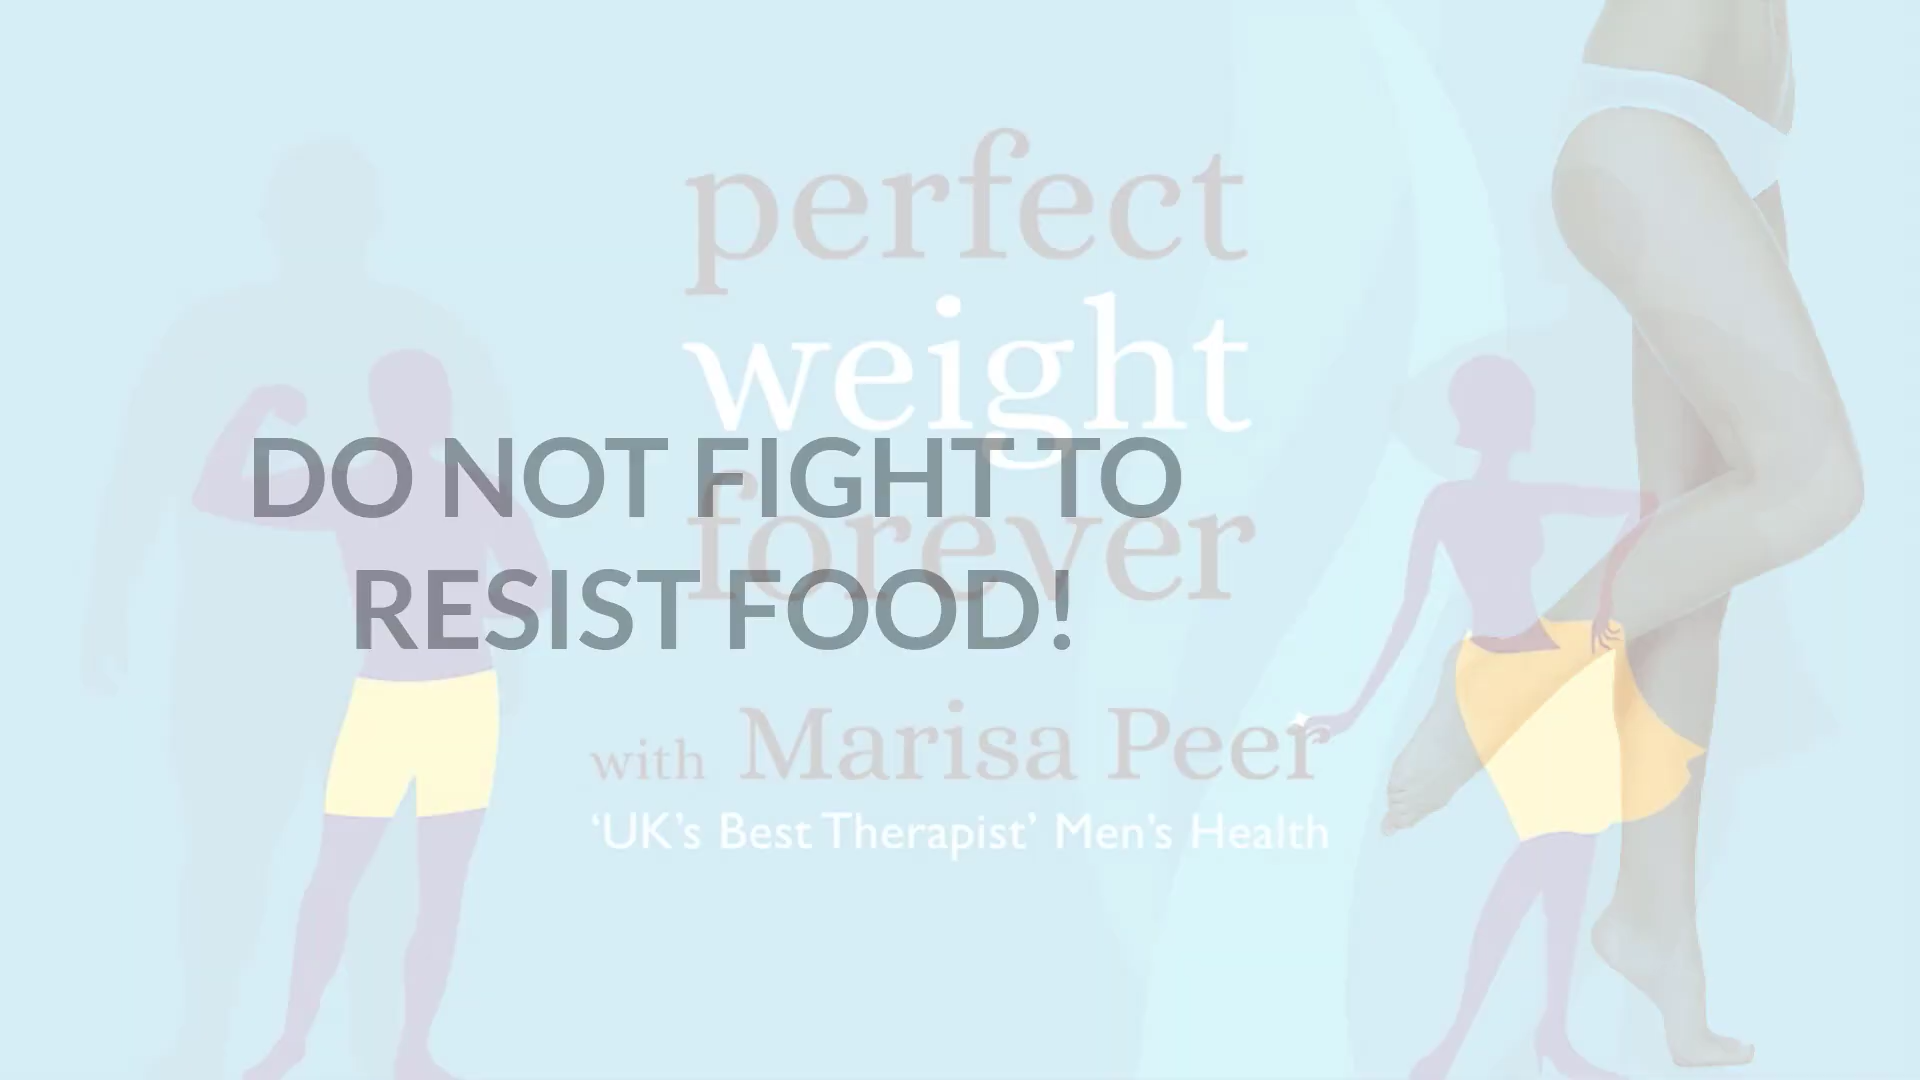 perfect
weight
forever
DO NOT FIGHT TO
RESIST FOOD!
with Marisa Peer
‘UK’s Best Therapist’ Men’s Health